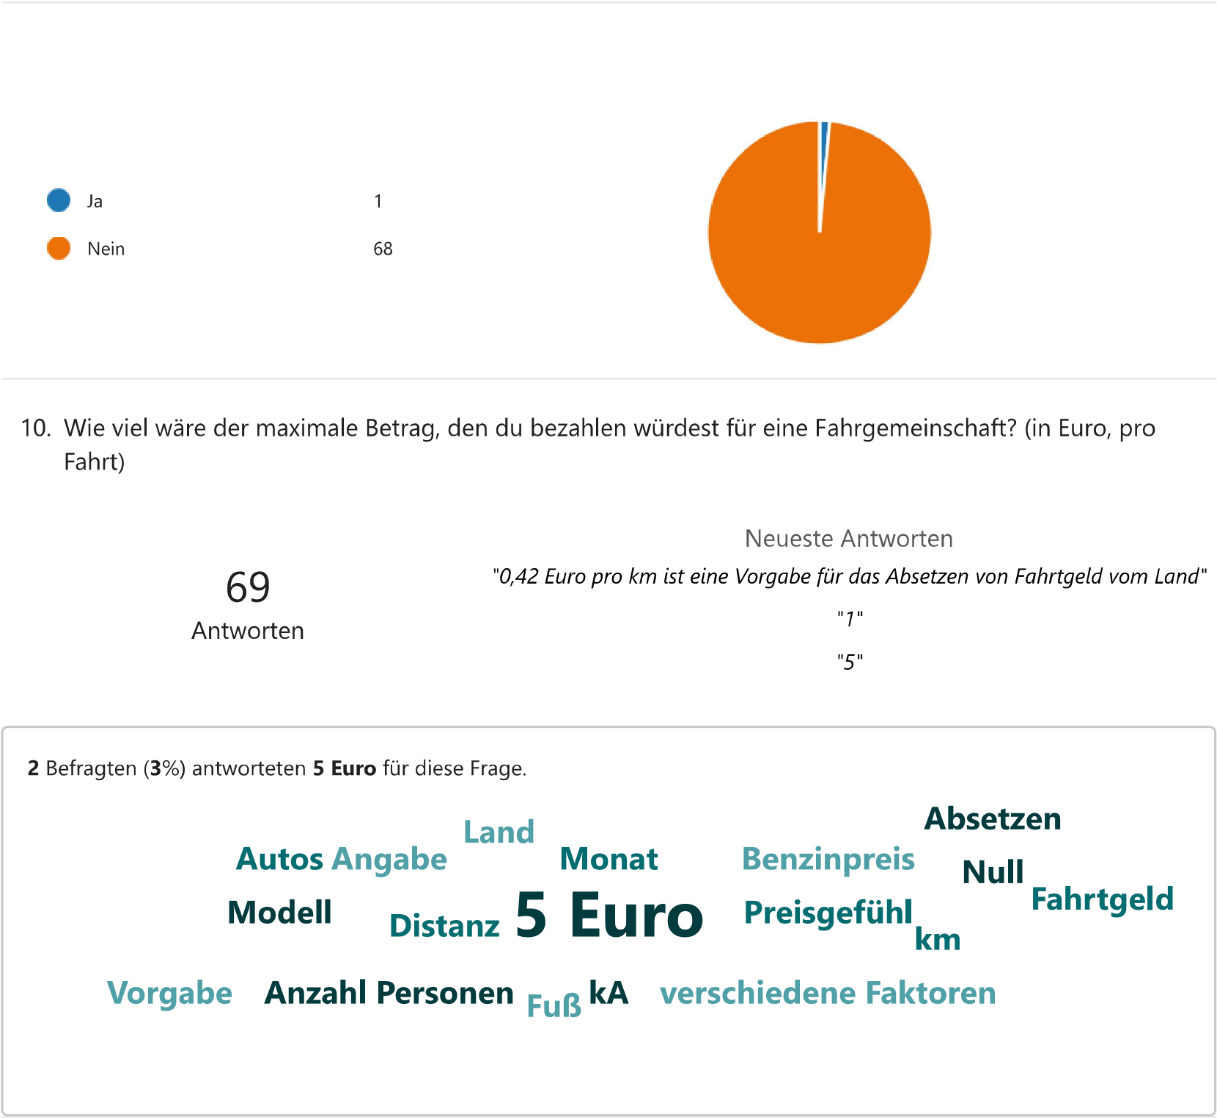 Ja 1
Nein 68
10. Wie viel wäre der maximale Betrag, den du bezahlen würdest für eine Fahrgemeinschaft? (in Euro, pro
Fahrt)
69
Antworten
Neueste Antworten
"0,42 Euro pro km ist eine Vorgabe für das Absetzen von Fahrtgeld vom Land"
"1"
"5"
2 Befragten (3%) antworteten 5 Euro für diese Frage.
Absetzen
Land
Autos Angabe Monat Benzinpreis
Null
Fahrtgeld
Modell Distanz 5 Euro Preisgefühl
km
Vorgabe Anzahl Personen Fuß kA verschiedene Faktoren